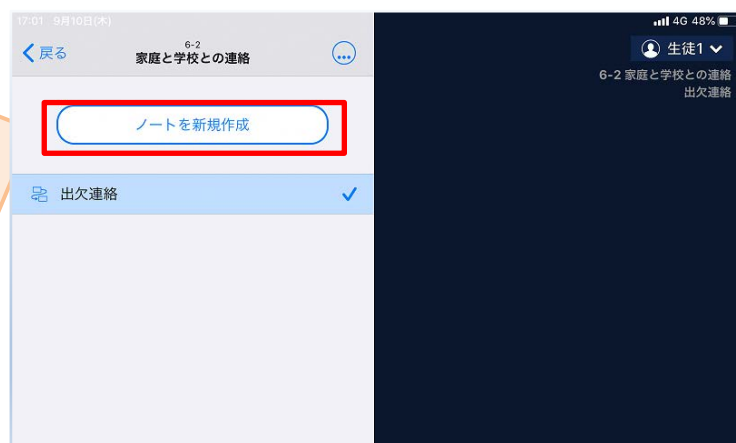 17:01 9月10日(木)
4G 48%
戻る
6-2
家庭と学校との連絡
生徒1
6-2 家庭と学校との連絡
出欠連絡
ノートを新規作成
出欠連絡